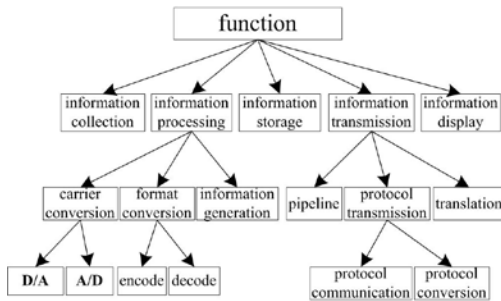 function
information collection
information processing
information storage
information transmission
information display
carrier conversion
format conversion
information generation
pipeline
protocol transmission
translation
D/A
A/D
encode
decode
protocol communication
protocol conversion